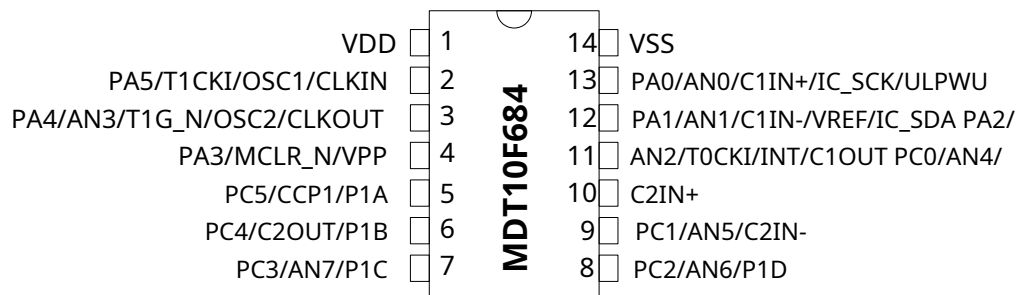 VDD 1 14 VSS
PA5/T1CKI/OSC1/CLKIN 2 13 PA0/AN0/C1IN+/IC_SCK/ULPWU
PA4/AN3/T1G_N/OSC2/CLKOUT 3 12 PA1/AN1/C1IN-/VREF/IC_SDA PA2/
PA3/MCLR_N/VPP 4 11 AN2/T0CKI/INT/C1OUT PC0/AN4/
PC5/CCP1/P1A 5 10 C2IN+
PC4/C2OUT/P1B 6 9 PC1/AN5/C2IN-
PC3/AN7/P1C 7 8 PC2/AN6/P1D
MDT10F684